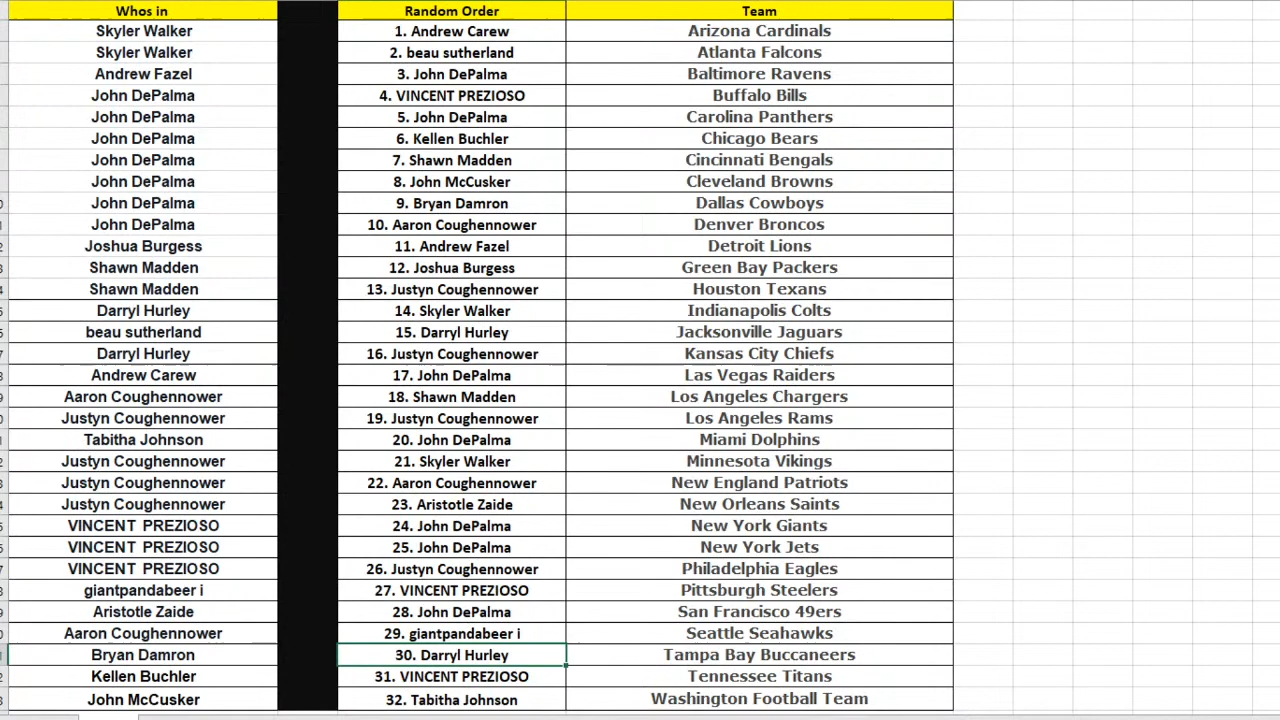 Whos in Random Order Team
Skyler Walker 1. Andrew Carew Arizona Cardinals
Skyler Walker 2. beau sutherland Atlanta Falcons
Andrew Fazel 3. John DePalma Baltimore Ravens
John DePalma 4. VINCENT PREZIOSO Buffalo Bills
John DePalma 5. John DePalma Carolina Panthers
John DePalma 6. Kellen Buchler Chicago Bears
John DePalma 7. Shawn Madden Cincinnati Bengals
John DePalma 8. John McCusker Cleveland Browns
John DePalma 9. Bryan Damron Dallas Cowboys
John DePalma 10. Aaron Coughennower Denver Broncos
Joshua Burgess 11. Andrew Fazel Detroit Lions
Shawn Madden 12. Joshua Burgess Green Bay Packers
Shawn Madden 13. Justyn Coughennower Houston Texans
Darryl Hurley 14. Skyler Walker Indianapolis Colts
beau sutherland 15. Darryl Hurley Jacksonville Jaguars
Darryl Hurley 16. Justyn Coughennower Kansas City Chiefs
Andrew Carew 17. John DePalma Las Vegas Raiders
Aaron Coughennower 18. Shawn Madden Los Angeles Chargers
Justyn Coughennower 19. Justyn Coughennower Los Angeles Rams
Tabitha Johnson 20. John DePalma Miami Dolphins
Justyn Coughennower 21. Skyler Walker Minnesota Vikings
Justyn Coughennower 22. Aaron Coughennower New England Patriots
Justyn Coughennower 23. Aristotle Zaide New Orleans Saints
VINCENT PREZIOSO 24. John DePalma New York Giants
VINCENT PREZIOSO 25. John DePalma New York Jets
VINCENT PREZIOSO 26. Justyn Coughennower Philadelphia Eagles
giantpandabeer i 27. VINCENT PREZIOSO Pittsburgh Steelers
Aristotle Zaide 28. John DePalma San Francisco 49ers
Aaron Coughennower 29. giantpandabeer i Seattle Seahawks
Bryan Damron 30. Darryl Hurley Tampa Bay Buccaneers
Kellen Buchler 31. VINCENT PREZIOSO Tennessee Titans
John McCusker 32. Tabitha Johnson Washington Football Team